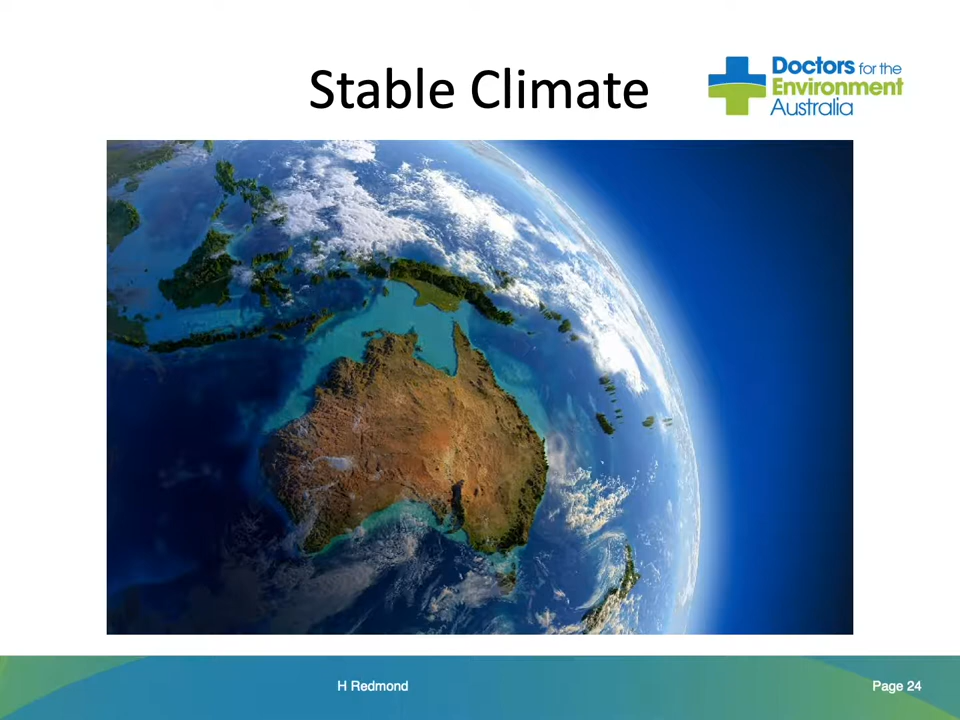 Stable Climate
Doctors for the
Environment
Australia
H Redmond
Page 24